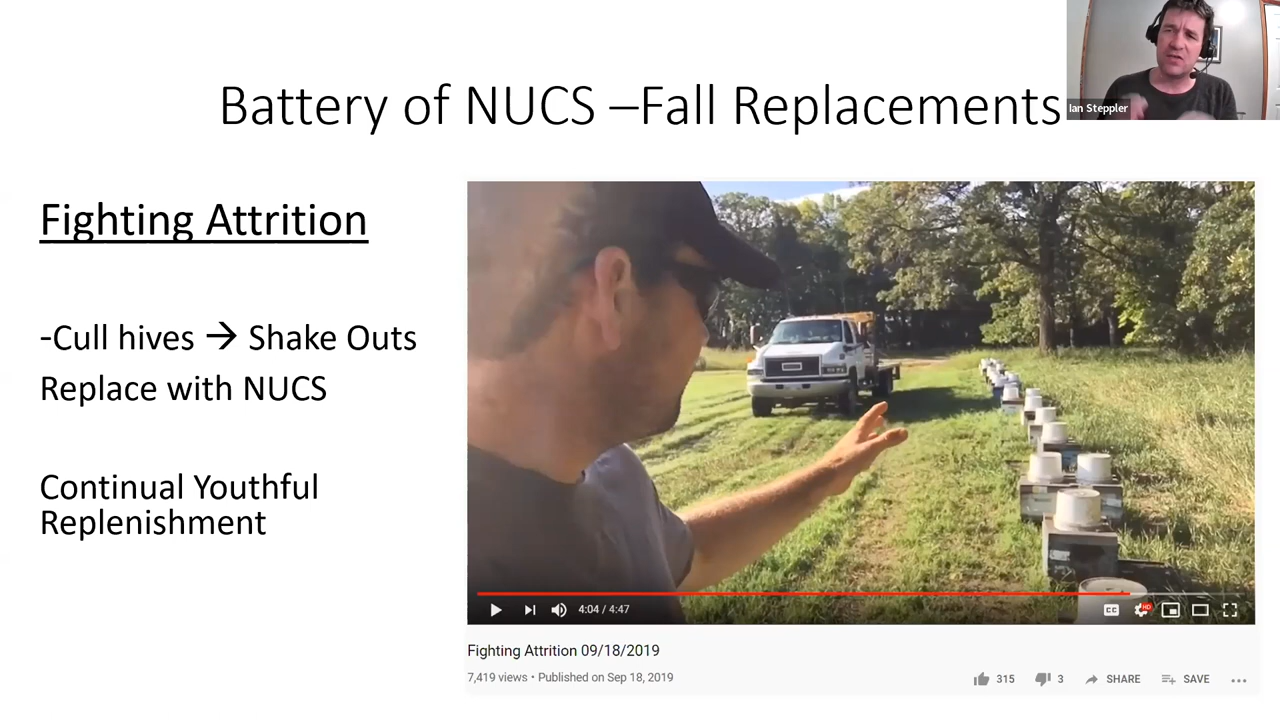 Battery of NUCS –Fall Replacements
Ian Steppler
Fighting Attrition
-Cull hives → Shake Outs
Replace with NUCS
Continual Youthful
Replenishment
4:04 / 4:47
CC
HD
Fighting Attrition 09/18/2019
7,419 views • Published on Sep 18, 2019
315
3
SHARE
SAVE